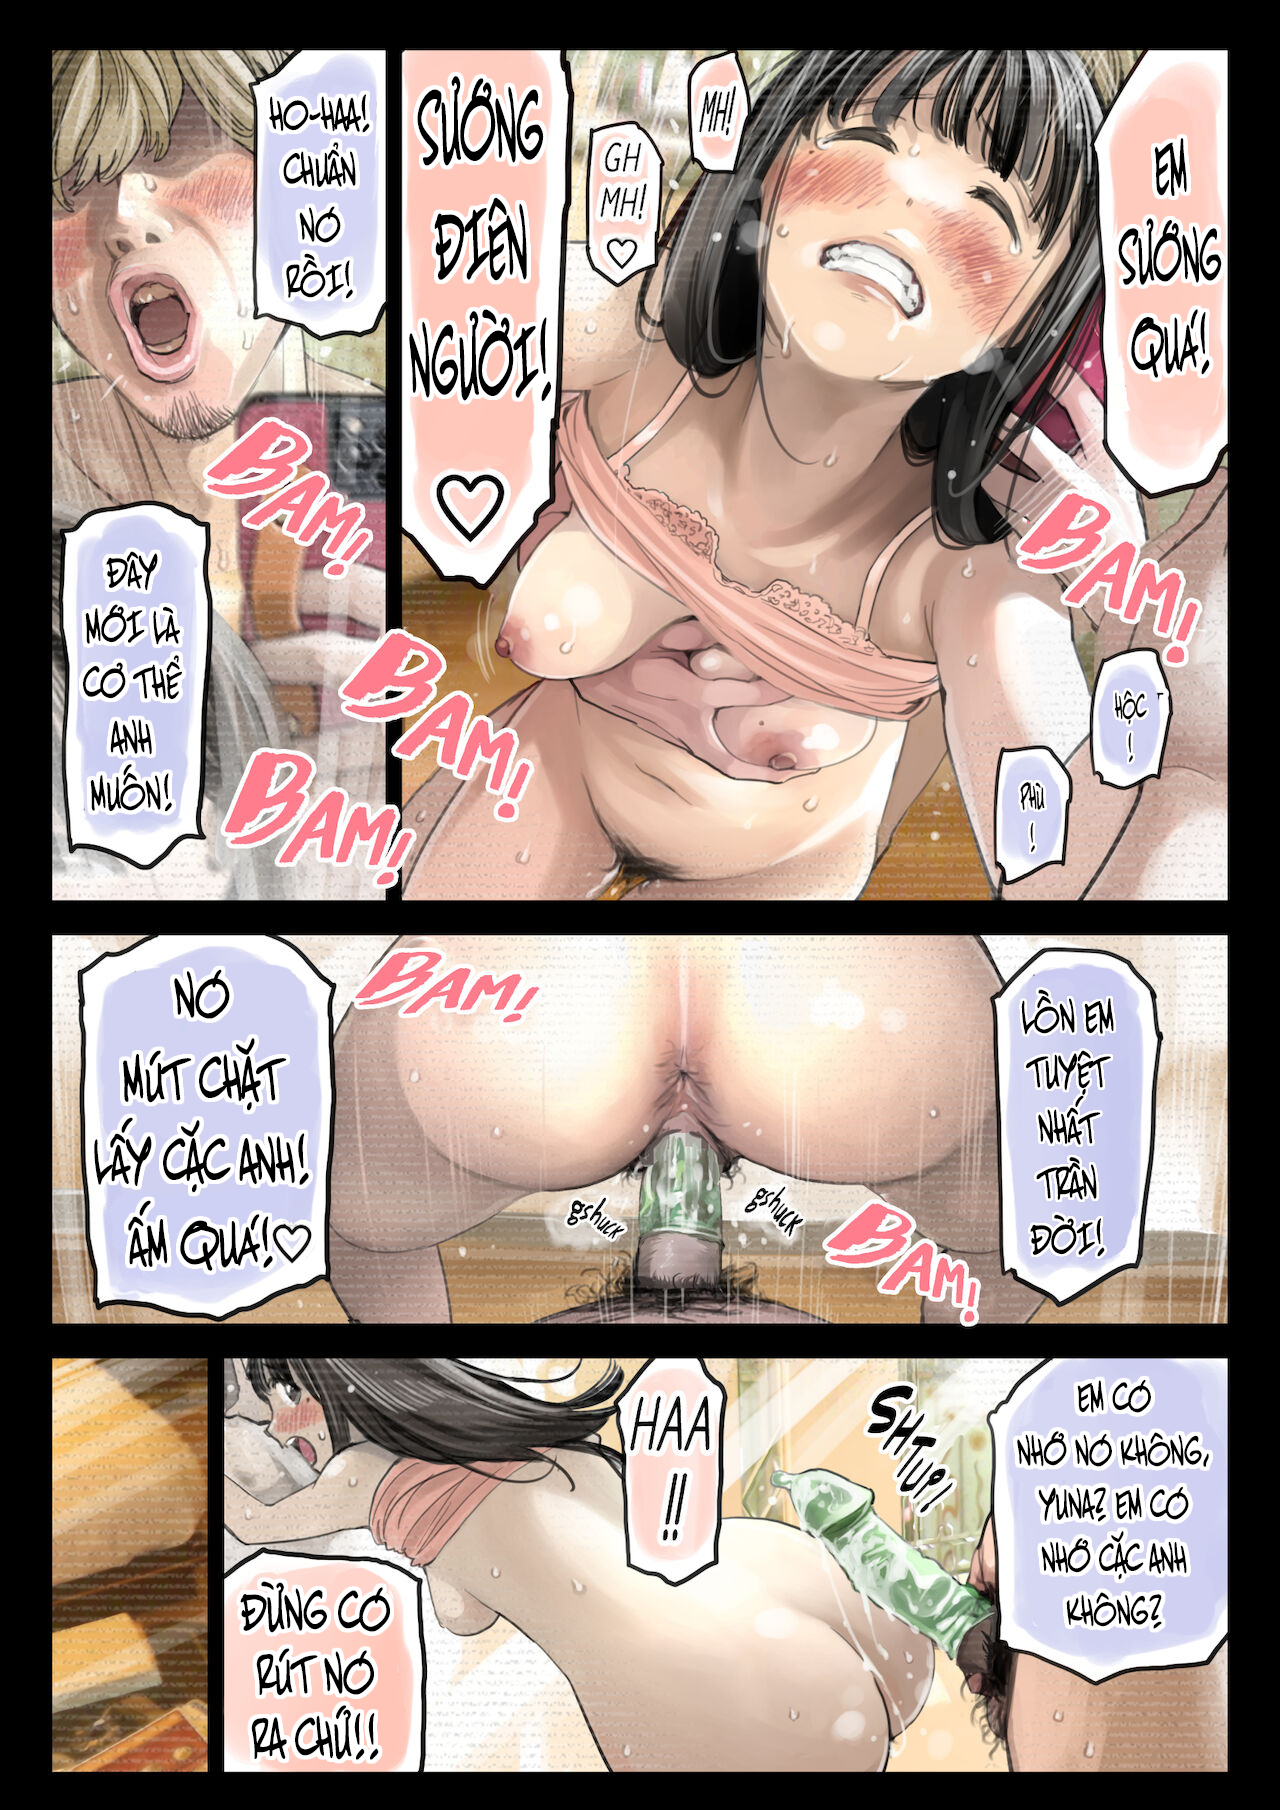 EM
SƯỚNG
QUÁ!
MH!
GH
MH!
♡
SƯỚNG
ĐIÊN
NGƯỜI!
♡
HO-HAA!
CHUẨN
NÓ
RỒI!
BAM!
BAM!
ĐÂY
MỚI LÀ
CƠ THỂ
ANH
MUỐN!
BAM!
BAM!
HỘC
!
PHÙ
!
LỒN EM
TUYỆT
NHẤT
TRẦN
ĐỜI!
BAM!
NÓ
MÚT CHẶT
LẤY CẶC ANH!
ẤM QUÁ!♡
gshuck
gshuck
BAM!
EM CÓ
NHỚ NÓ KHÔNG,
YUNA? EM CÓ
NHỚ CẶC ANH
KHÔNG?
SHTUP!
HAA
!!
ĐỪNG CÓ
RÚT NÓ
RA CHỨ!!